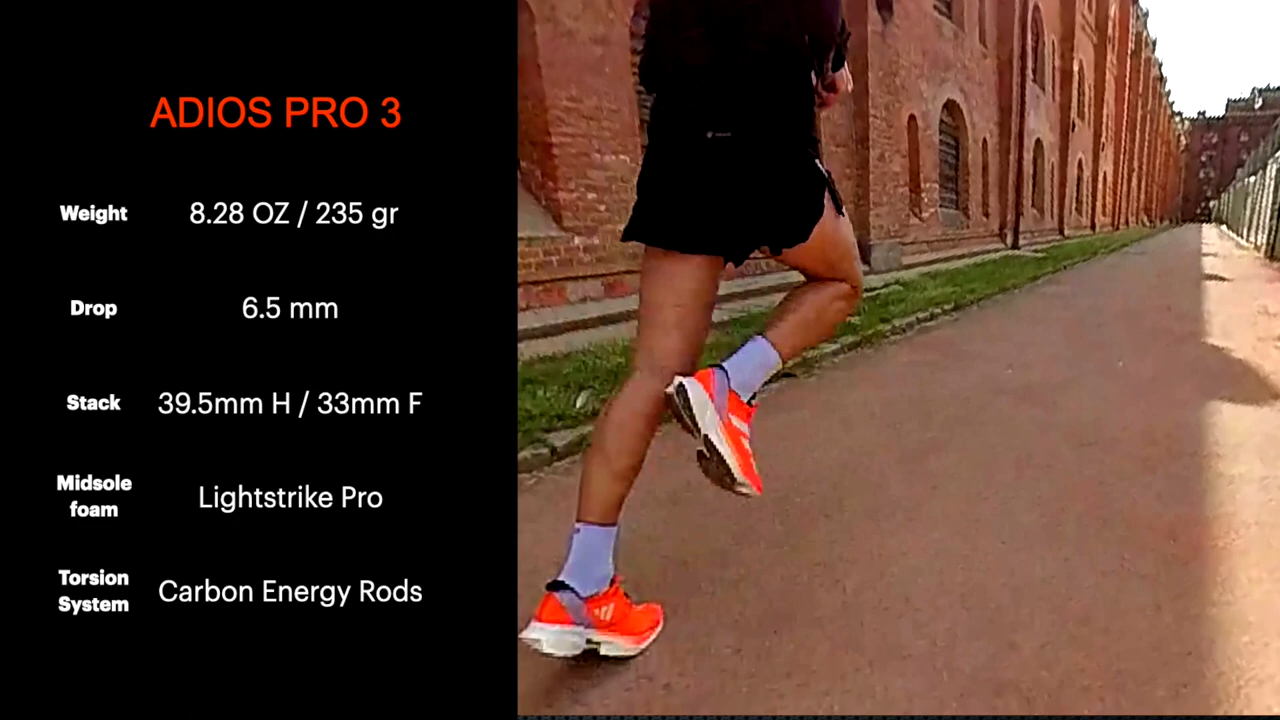 ADIOS PRO 3
Weight 8.28 OZ / 235 gr
Drop 6.5 mm
Stack 39.5mm H / 33mm F
Midsole
foam
Lightstrike Pro
Torsion
System
Carbon Energy Rods